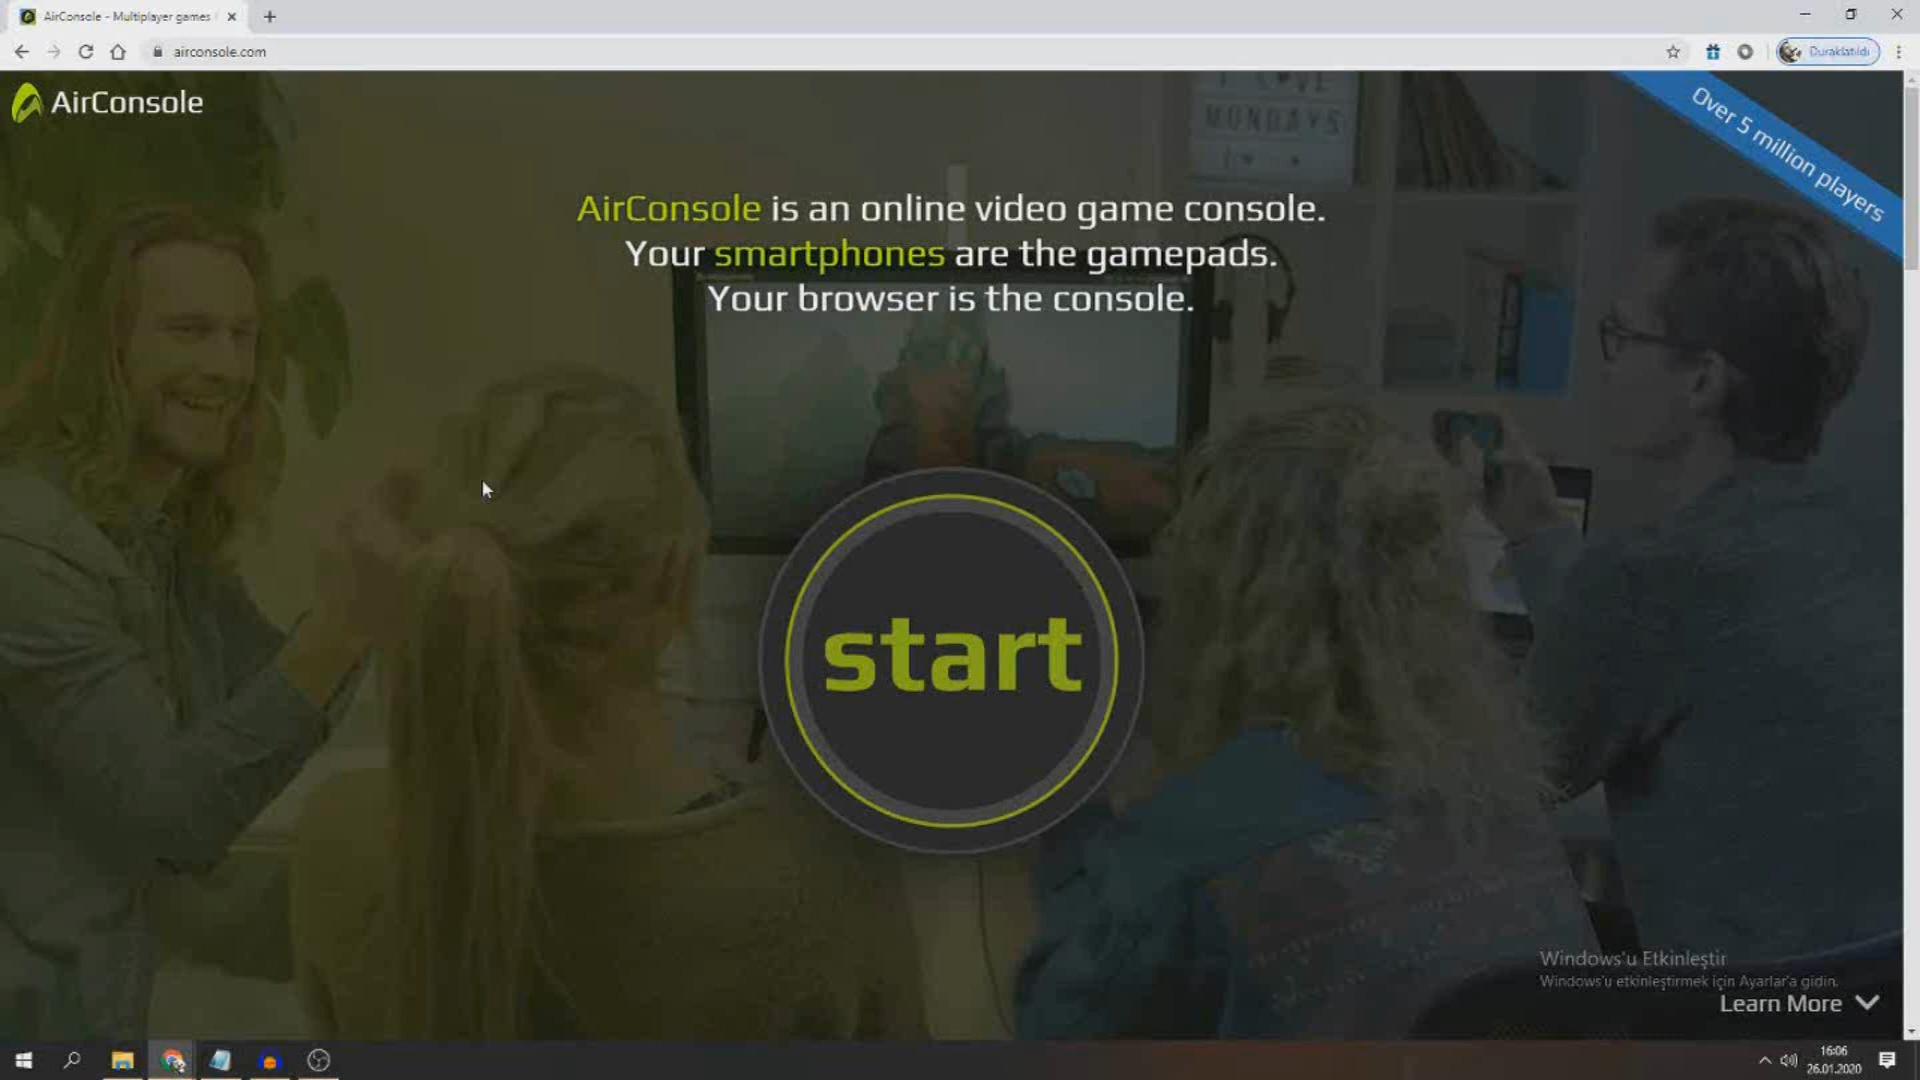 AirConsole - Multiplayer games
airconsole.com
Duraklatıldı
AirConsole
Over 5 million players
I LOVE
MONDAYS
AirConsole is an online video game console.
Your smartphones are the gamepads.
Your browser is the console.
start
Windows'u Etkinleştir
Windows'u etkinleştirmek için Ayarlar'a gidin.
Learn More
16:06
26.01.2020